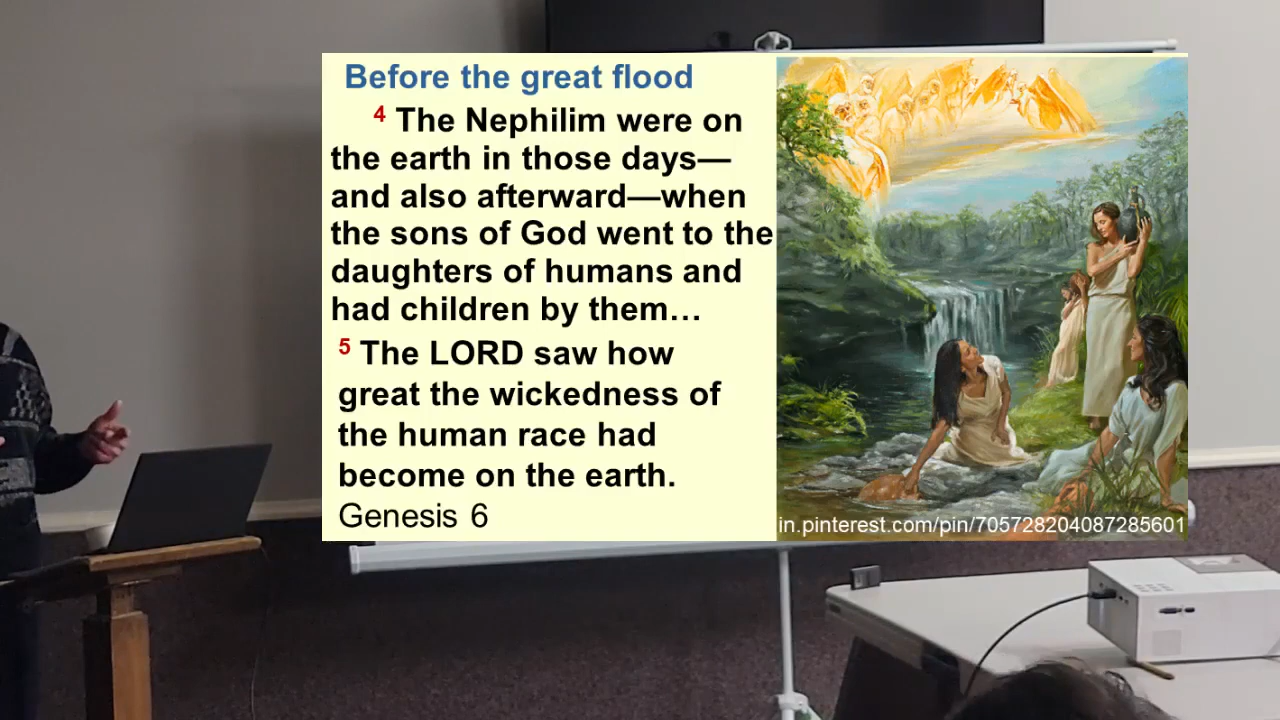 Before the great flood
4 The Nephilim were on
the earth in those days—
and also afterward—when
the sons of God went to the
daughters of humans and
had children by them...
5 The LORD saw how
great the wickedness of
the human race had
become on the earth.
Genesis 6
in.pinterest.com/pin/705728204087285601